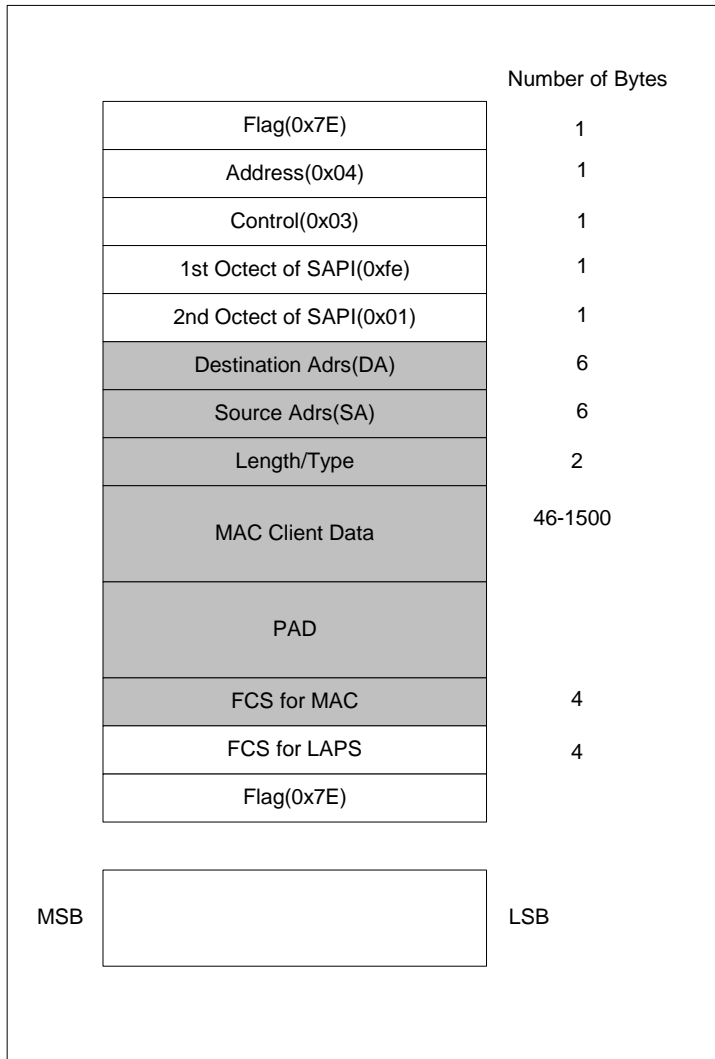 Number of Bytes
Flag(0x7E) 1
Address(0x04) 1
Control(0x03) 1
1st Octect of SAPI(0xfe) 1
2nd Octect of SAPI(0x01) 1
Destination Adrs(DA) 6
Source Adrs(SA) 6
Length/Type 2
MAC Client Data 46-1500
PAD
FCS for MAC 4
FCS for LAPS 4
Flag(0x7E)
MSB LSB